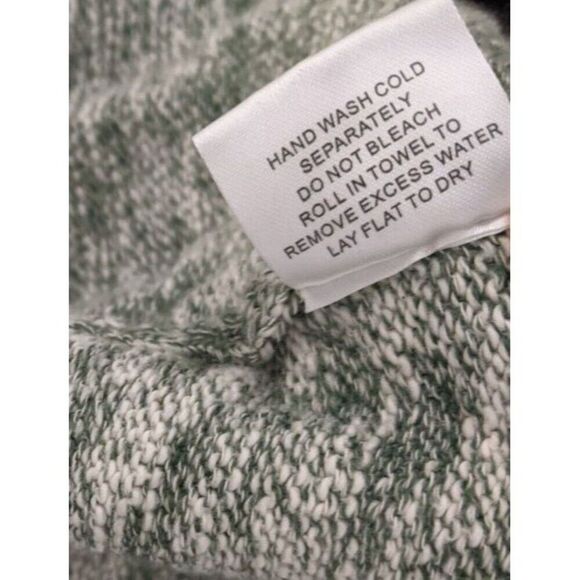 HAND WASH COLD
SEPARATELY
DO NOT BLEACH
ROLL IN TOWEL TO
REMOVE EXCESS WATER
LAY FLAT TO DRY